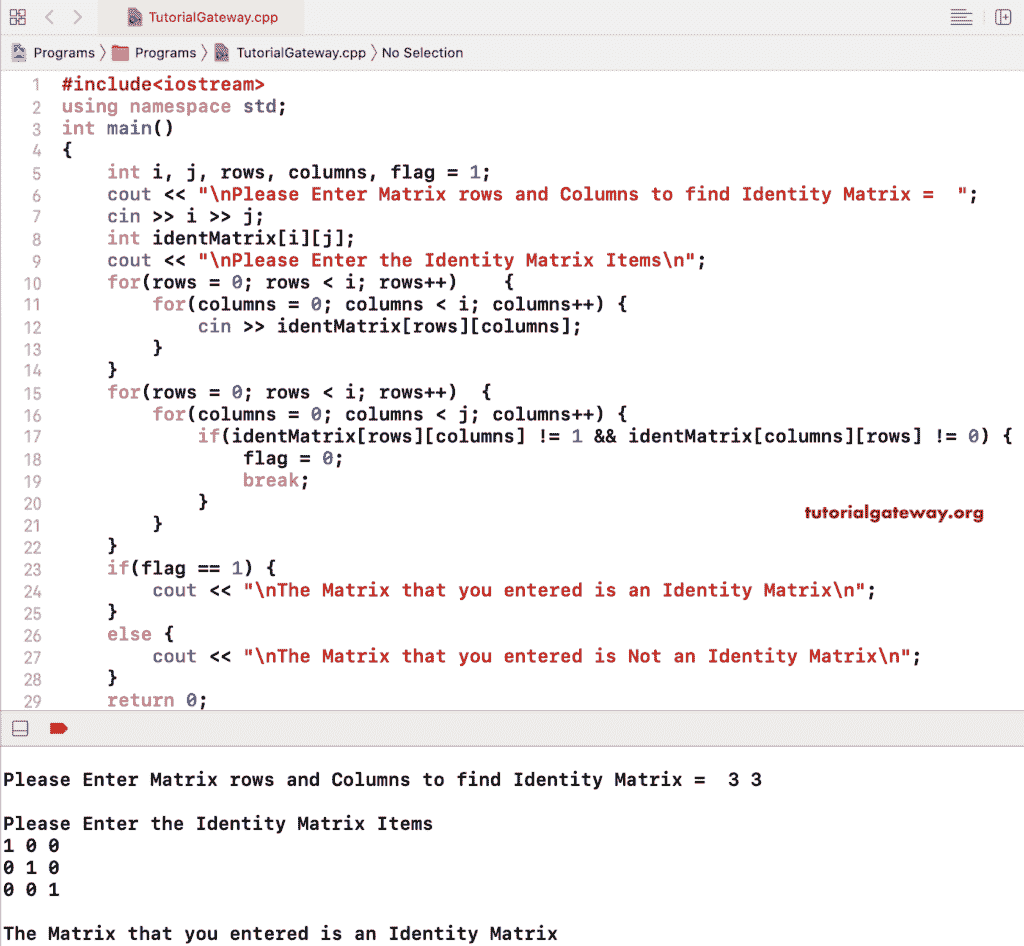 TutorialGateway.cpp
Programs 〉 Programs 〉 TutorialGateway.cpp 〉 No Selection
1 #include<iostream>
2 using namespace std;
3 int main()
4 {
5     int i, j, rows, columns, flag = 1;
6     cout << "\nPlease Enter Matrix rows and Columns to find Identity Matrix =  ";
7     cin >> i >> j;
8     int identMatrix[i][j];
9     cout << "\nPlease Enter the Identity Matrix Items\n";
10     for(rows = 0; rows < i; rows++)    {
11         for(columns = 0; columns < i; columns++) {
12             cin >> identMatrix[rows][columns];
13         }
14     }
15     for(rows = 0; rows < i; rows++)  {
16         for(columns = 0; columns < j; columns++) {
17             if(identMatrix[rows][columns] != 1 && identMatrix[columns][rows] != 0) {
18                 flag = 0;
19                 break;
20             }
tutorialgateway.org
21         }
22     }
23     if(flag == 1) {
24         cout << "\nThe Matrix that you entered is an Identity Matrix\n";
25     }
26     else {
27         cout << "\nThe Matrix that you entered is Not an Identity Matrix\n";
28     }
29     return 0;
Please Enter Matrix rows and Columns to find Identity Matrix =  3 3
Please Enter the Identity Matrix Items
1 0 0
0 1 0
0 0 1
The Matrix that you entered is an Identity Matrix